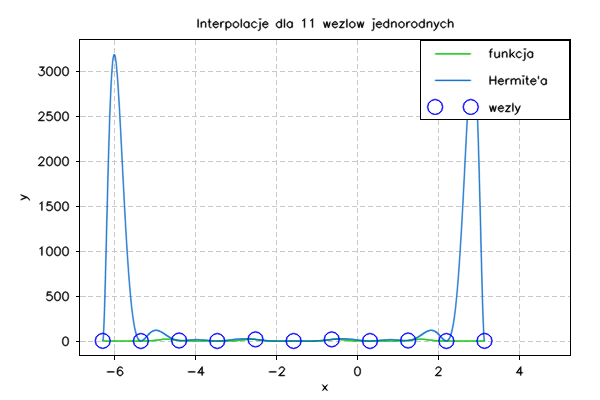 Interpolacje dla 11 wezlow jednorodnych
funkcja
Hermite'a
wezly
3000
2500
2000
1500
1000
500
0
y
−6 −4 −2 0 2 4
x